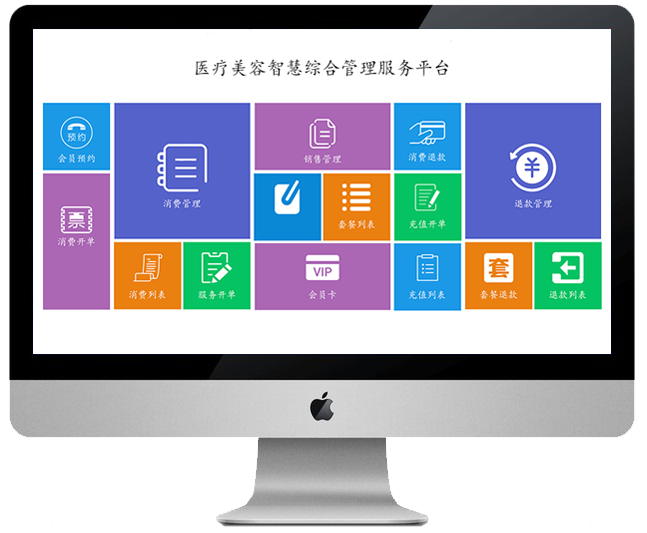 医疗美容智慧综合管理服务平台
预约
会员预约
消费管理
销售管理
消费退款
¥
退款管理
票
消费开单
套餐列表
充值开单
消费列表
服务开单
VIP
会员卡
充值列表
套
套餐退款
退款列表